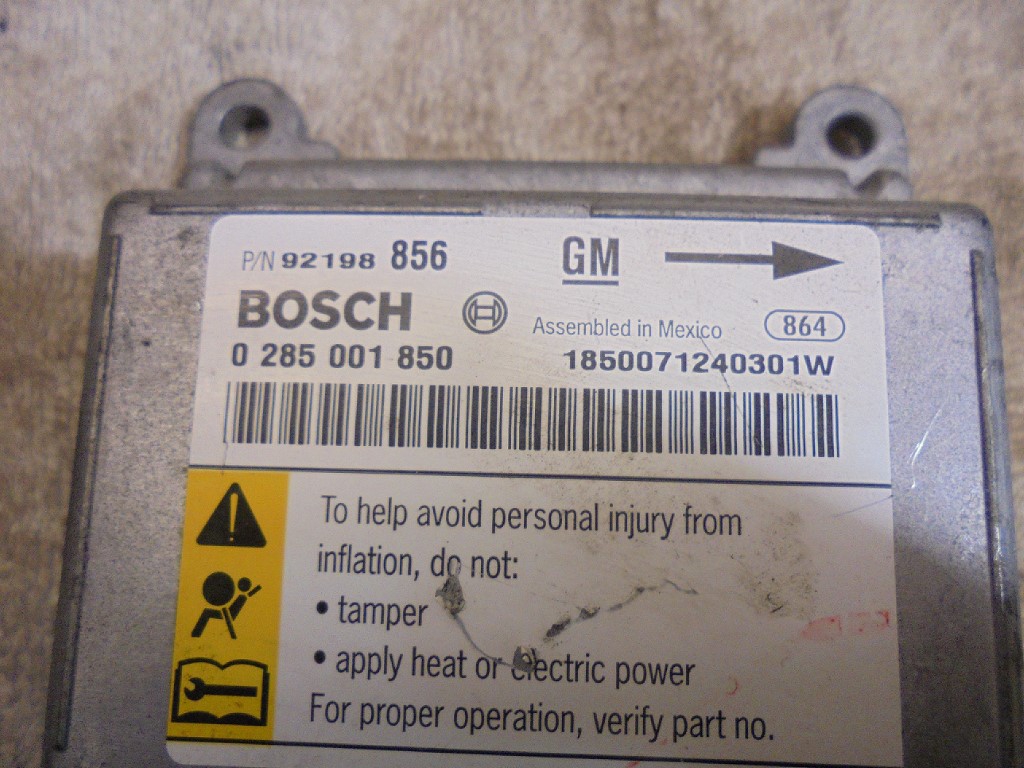 P/N 92198 856 GM
BOSCH Assembled in Mexico 864
0 285 001 850 1850071240301W
To help avoid personal injury from
inflation, do not:
• tamper
• apply heat or electric power
For proper operation, verify part no.